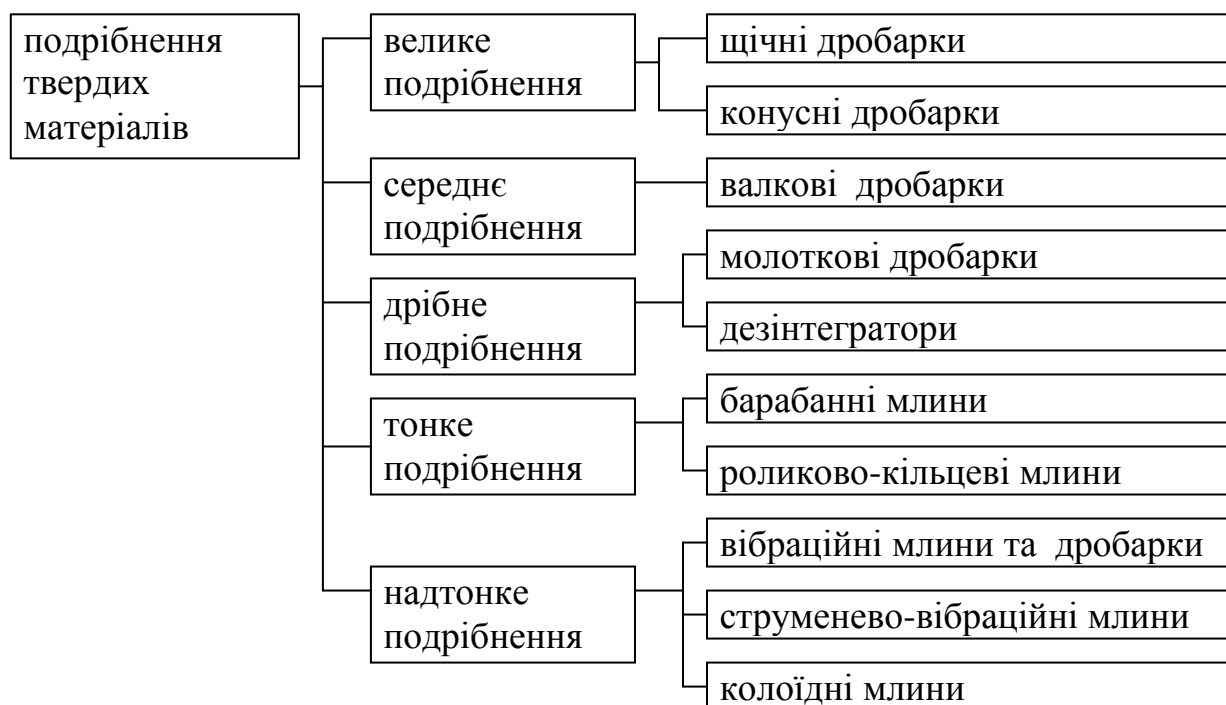 подрібнення
твердих
матеріалів
велике
подрібнення
щічні дробарки
конусні дробарки
середнє
подрібнення
валкові дробарки
дрібне
подрібнення
молоткові дробарки
дезінтегратори
тонке
подрібнення
барабанні млини
роликово-кільцеві млини
надтонке
подрібнення
вібраційні млини та дробарки
струменево-вібраційні млини
колоїдні млини